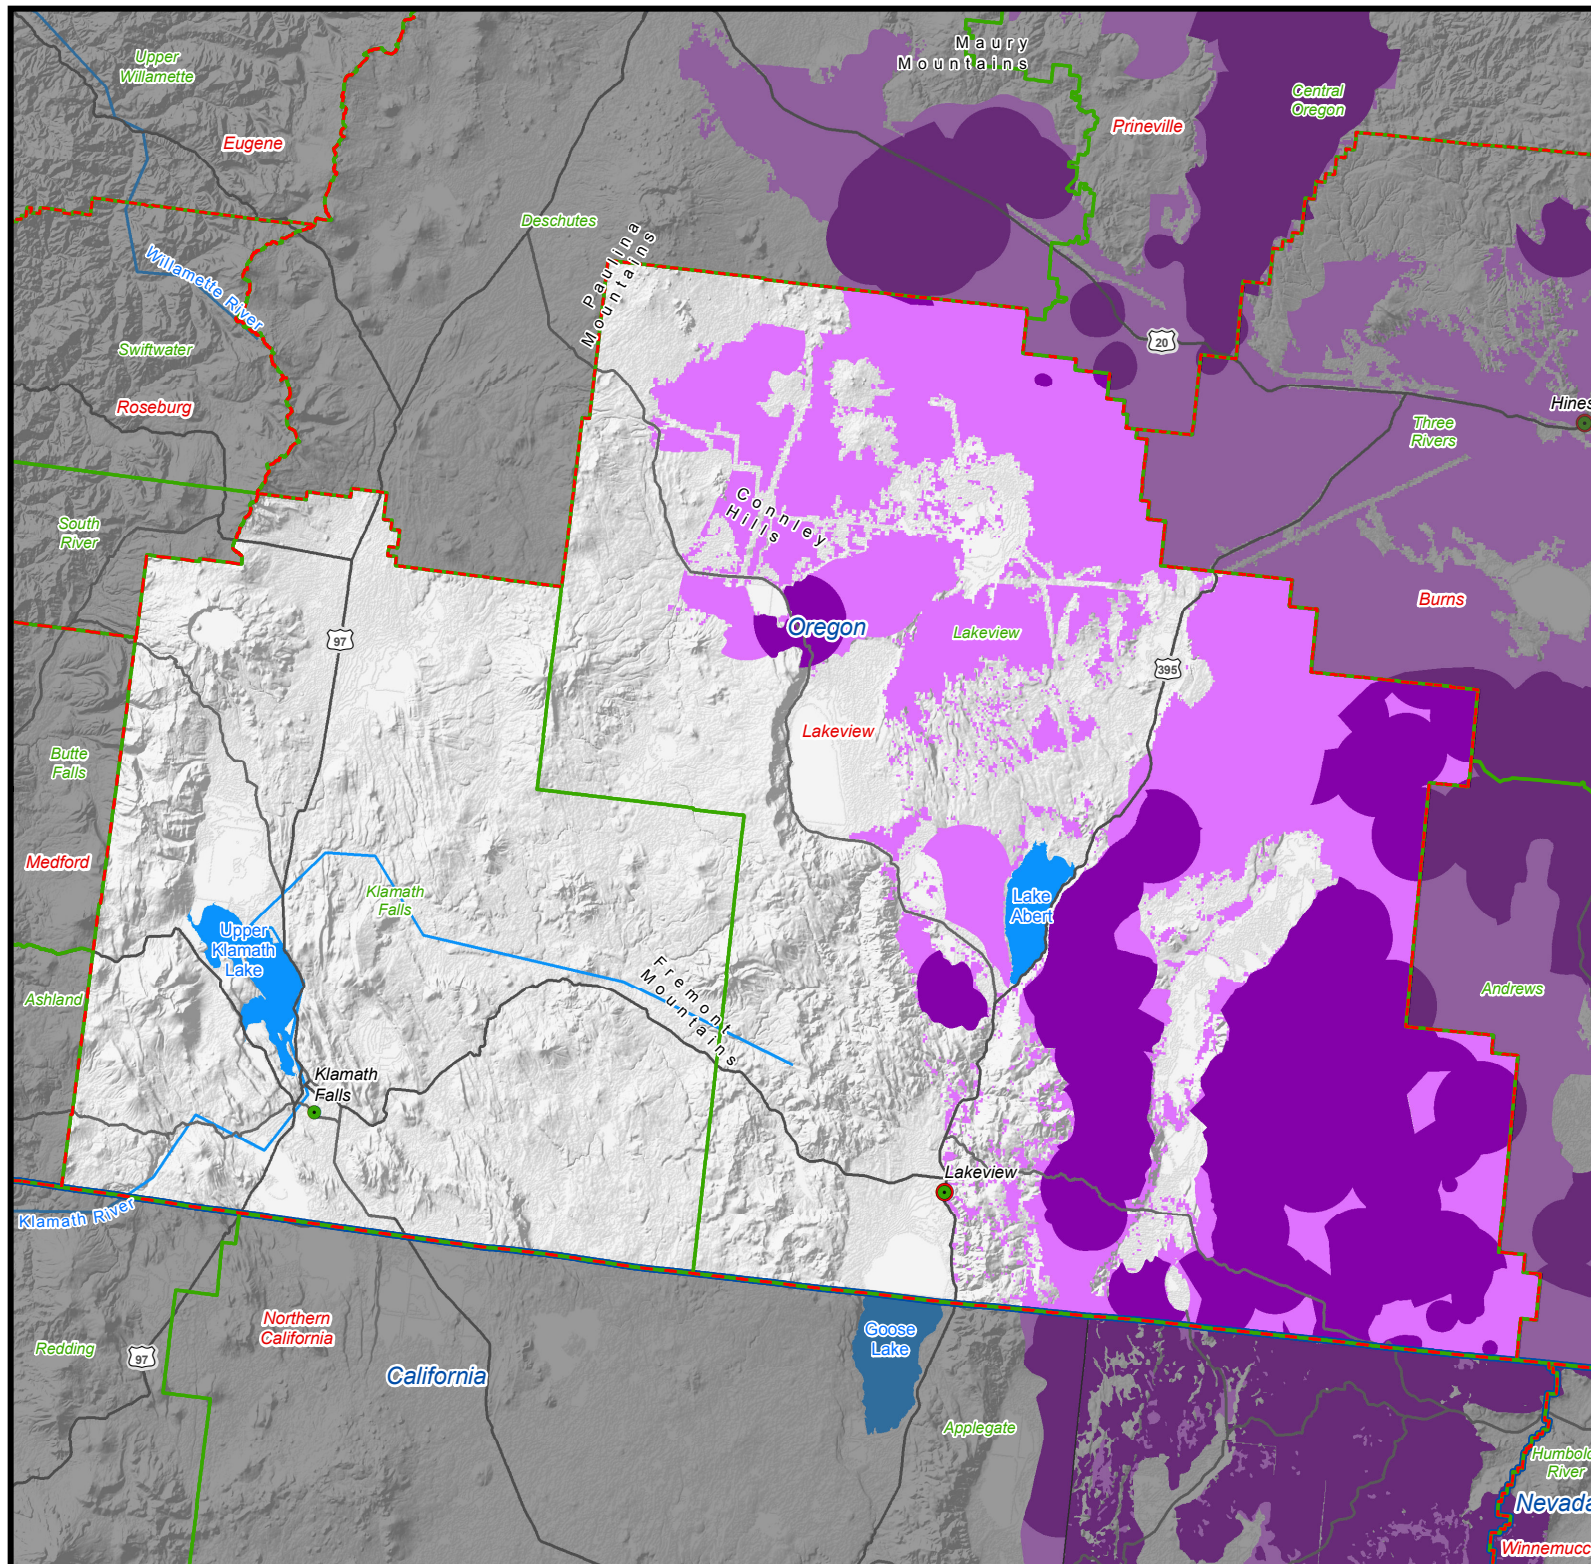 Maury
Mountains
Upper
Willamette
Central
Oregon
Prineville
Eugene
Deschutes
Paulina
Mountains
Willamette River
20
Swiftwater
Roseburg
Hines
Three
Rivers
Connley
Hills
South
River
Burns
Oregon
Lakeview
97
395
Lakeview
Butte
Falls
Medford
Klamath
Falls
Lake
Abert
Upper
Klamath
Lake
Fremont
Mountains
Andrews
Ashland
Klamath
Falls
Lakeview
Klamath River
Northern
California
Goose
Lake
Redding
97
California
Applegate
Humbol
River
Nevada
Winnemucc